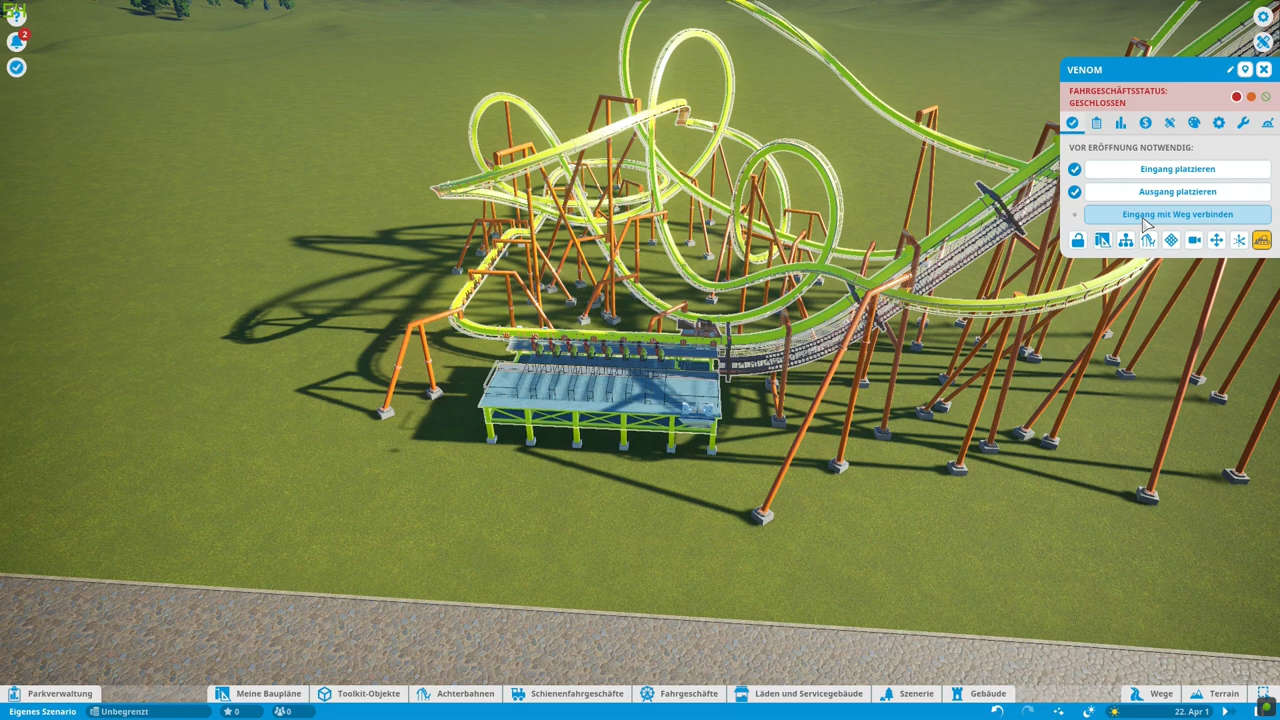 ?
2
VENOM
FAHRGESCHÄFTSSTATUS:
GESCHLOSSEN
VOR ERÖFFNUNG NOTWENDIG:
Eingang platzieren
Ausgang platzieren
Eingang mit Weg verbinden
Parkverwaltung
Meine Baupläne
Toolkit-Objekte
Achterbahnen
Schienenfahrgeschäfte
Fahrgeschäfte
Läden und Servicegebäude
Szenerie
Gebäude
Wege
Terrain
Eigenes Szenario
Unbegrenzt
0
0
22. Apr 1